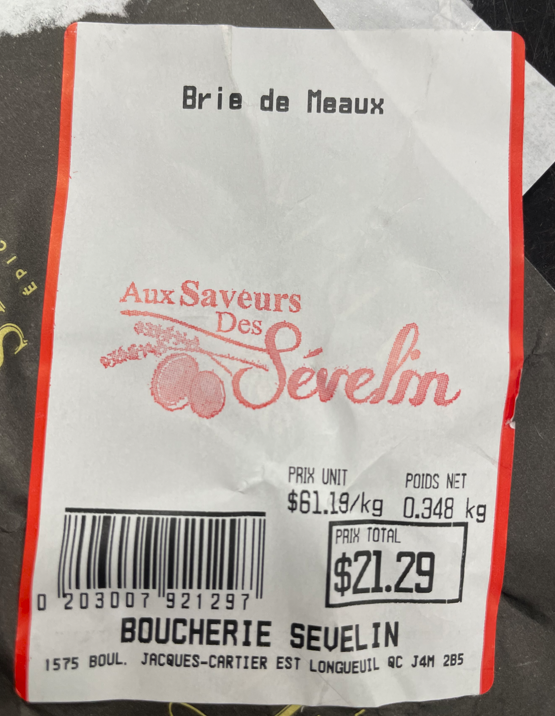 Brie de Meaux
Aux Saveurs
Des
Sévelin
PRIX UNIT POIDS NET
$61.19/kg 0.348 kg
PRIX TOTAL
$21.29
0 203007 921297
BOUCHERIE SEVELIN
1575 BOUL. JACQUES-CARTIER EST LONGUEUIL QC J4M 2B5
ÉPIC